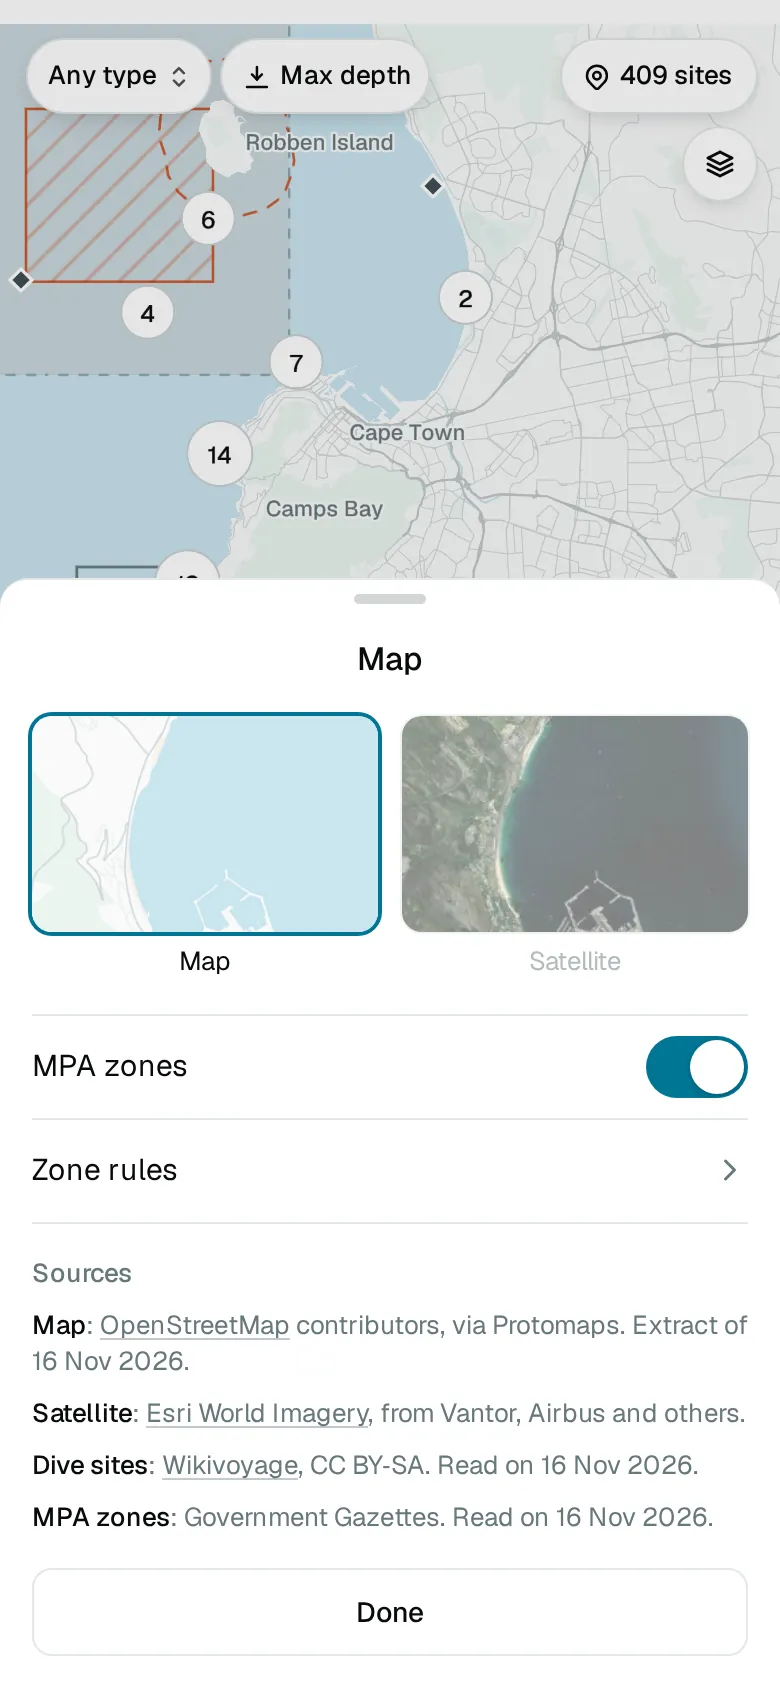 Any type
Max depth
409 sites
Robben Island
6
2
4
7
Cape Town
14
Camps Bay
Map
Map
Satellite
MPA zones
Zone rules
Sources
Map: OpenStreetMap contributors, via Protomaps. Extract of
16 Nov 2026.
Satellite: Esri World Imagery, from Vantor, Airbus and others.
Dive sites: Wikivoyage, CC BY-SA. Read on 16 Nov 2026.
MPA zones: Government Gazettes. Read on 16 Nov 2026.
Done